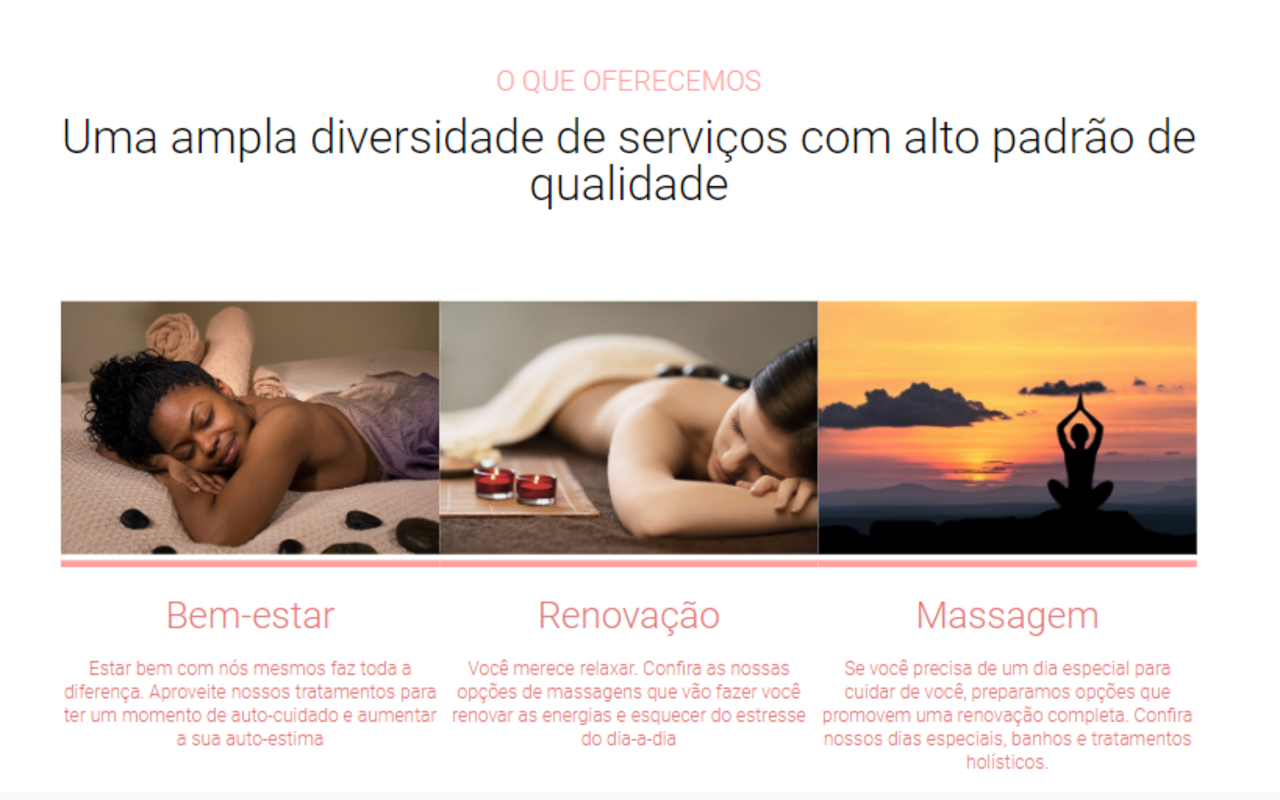 O QUE OFERECEMOS
Uma ampla diversidade de serviços com alto padrão de
qualidade
Bem-estar
Estar bem com nós mesmos faz toda a
diferença. Aproveite nossos tratamentos para
ter um momento de auto-cuidado e aumentar
a sua auto-estima
Renovação
Você merece relaxar. Confira as nossas
opções de massagens que vão fazer você
renovar as energias e esquecer do estresse
do dia-a-dia
Massagem
Se você precisa de um dia especial para
cuidar de você, preparamos opções que
promovem uma renovação completa. Confira
nossos dias especiais, banhos e tratamentos
holísticos.